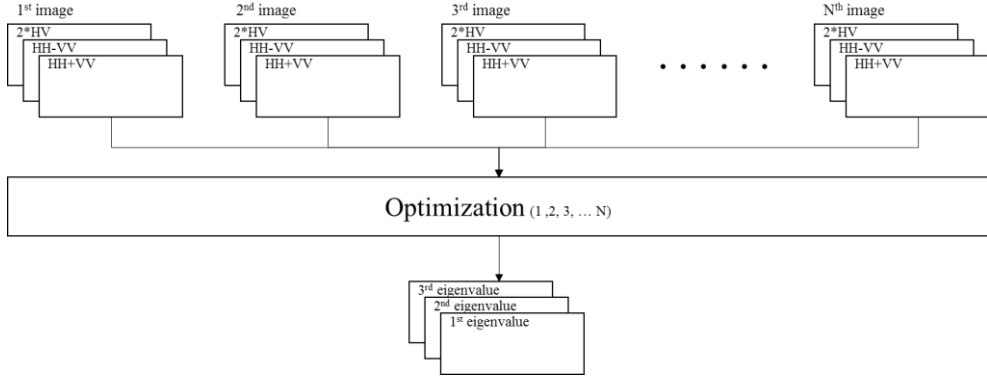 1st image
2nd image
3rd image
Nth image
2*HV
HH-VV
HH+VV
2*HV
HH-VV
HH+VV
2*HV
HH-VV
HH+VV
2*HV
HH-VV
HH+VV
Optimization (1 ,2, 3, … N)
3rd eigenvalue
2nd eigenvalue
1st eigenvalue